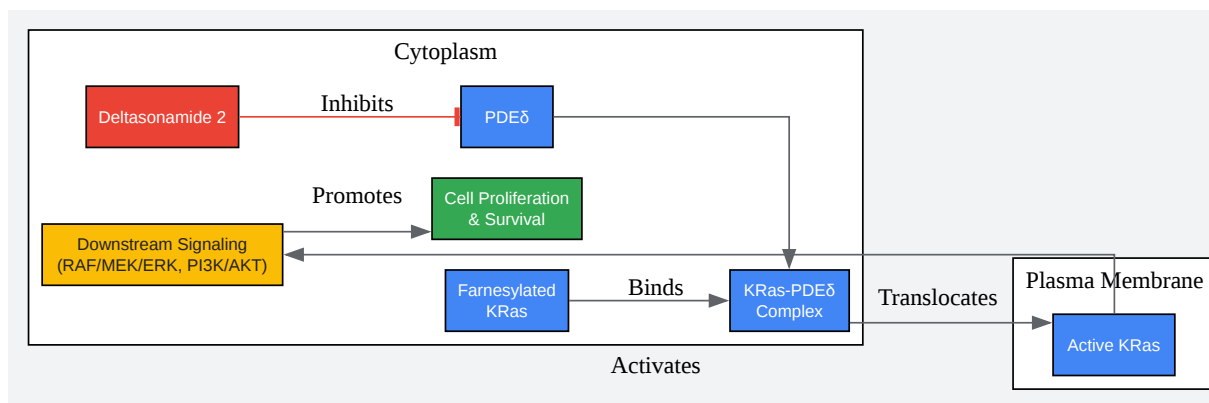 Cytoplasm
Deltasonamide 2
Inhibits
PDEδ
Promotes
Cell Proliferation
& Survival
Downstream Signaling
(RAF/MEK/ERK, PI3K/AKT)
Farnesylated
KRas
Binds
KRas-PDEδ
Complex
Translocates
Plasma Membrane
Active KRas
Activates